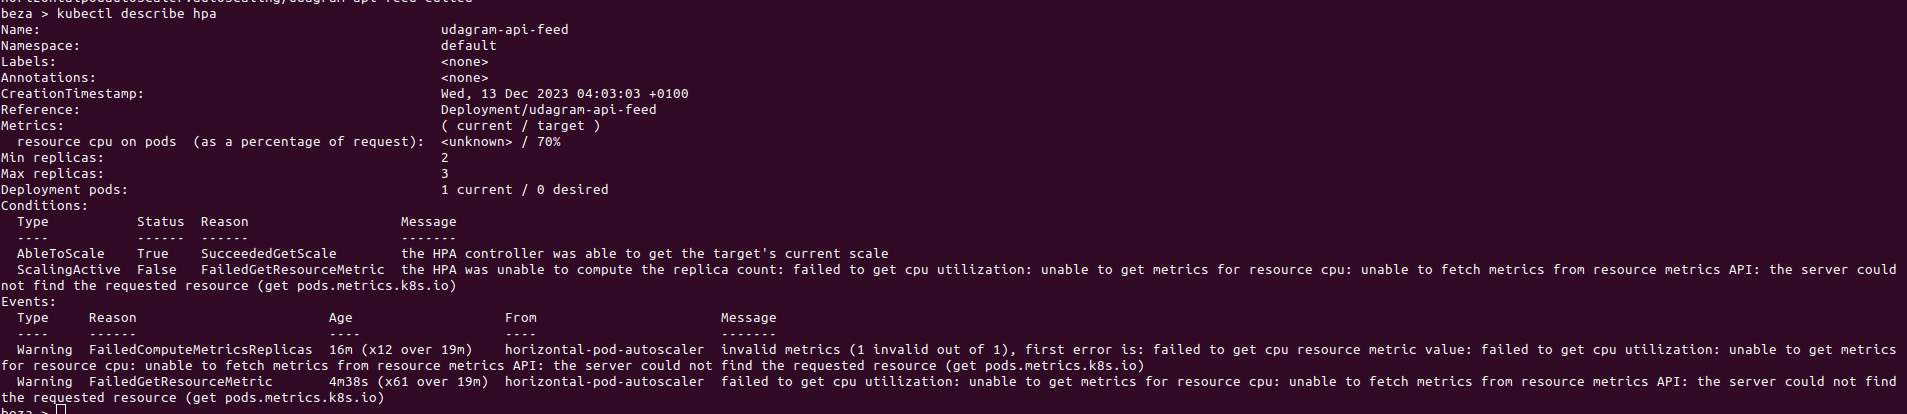 beza > kubectl describe hpa
Name:                                                  udagram-api-feed
Namespace:                                             default
Labels:                                                <none>
Annotations:                                           <none>
CreationTimestamp:                                     Wed, 13 Dec 2023 04:03:03 +0100
Reference:                                             Deployment/udagram-api-feed
Metrics:                                               ( current / target )
  resource cpu on pods  (as a percentage of request):  <unknown> / 70%
Min replicas:                                          2
Max replicas:                                          3
Deployment pods:                                       1 current / 0 desired
Conditions:
  Type           Status  Reason                   Message
  ----           ------  ------                   -------
  AbleToScale    True    SucceededGetScale        the HPA controller was able to get the target's current scale
  ScalingActive  False   FailedGetResourceMetric  the HPA was unable to compute the replica count: failed to get cpu utilization: unable to get metrics for resource cpu: unable to fetch metrics from resource metrics API: the server could
not find the requested resource (get pods.metrics.k8s.io)
Events:
  Type     Reason                        Age                   From                       Message
  ----     ------                        ----                  ----                       -------
  Warning  FailedComputeMetricsReplicas  16m (x12 over 19m)    horizontal-pod-autoscaler  invalid metrics (1 invalid out of 1), first error is: failed to get cpu resource metric value: failed to get cpu utilization: unable to get metrics
for resource cpu: unable to fetch metrics from resource metrics API: the server could not find the requested resource (get pods.metrics.k8s.io)
  Warning  FailedGetResourceMetric       4m38s (x61 over 19m)  horizontal-pod-autoscaler  failed to get cpu utilization: unable to get metrics for resource cpu: unable to fetch metrics from resource metrics API: the server could not find
the requested resource (get pods.metrics.k8s.io)
beza >